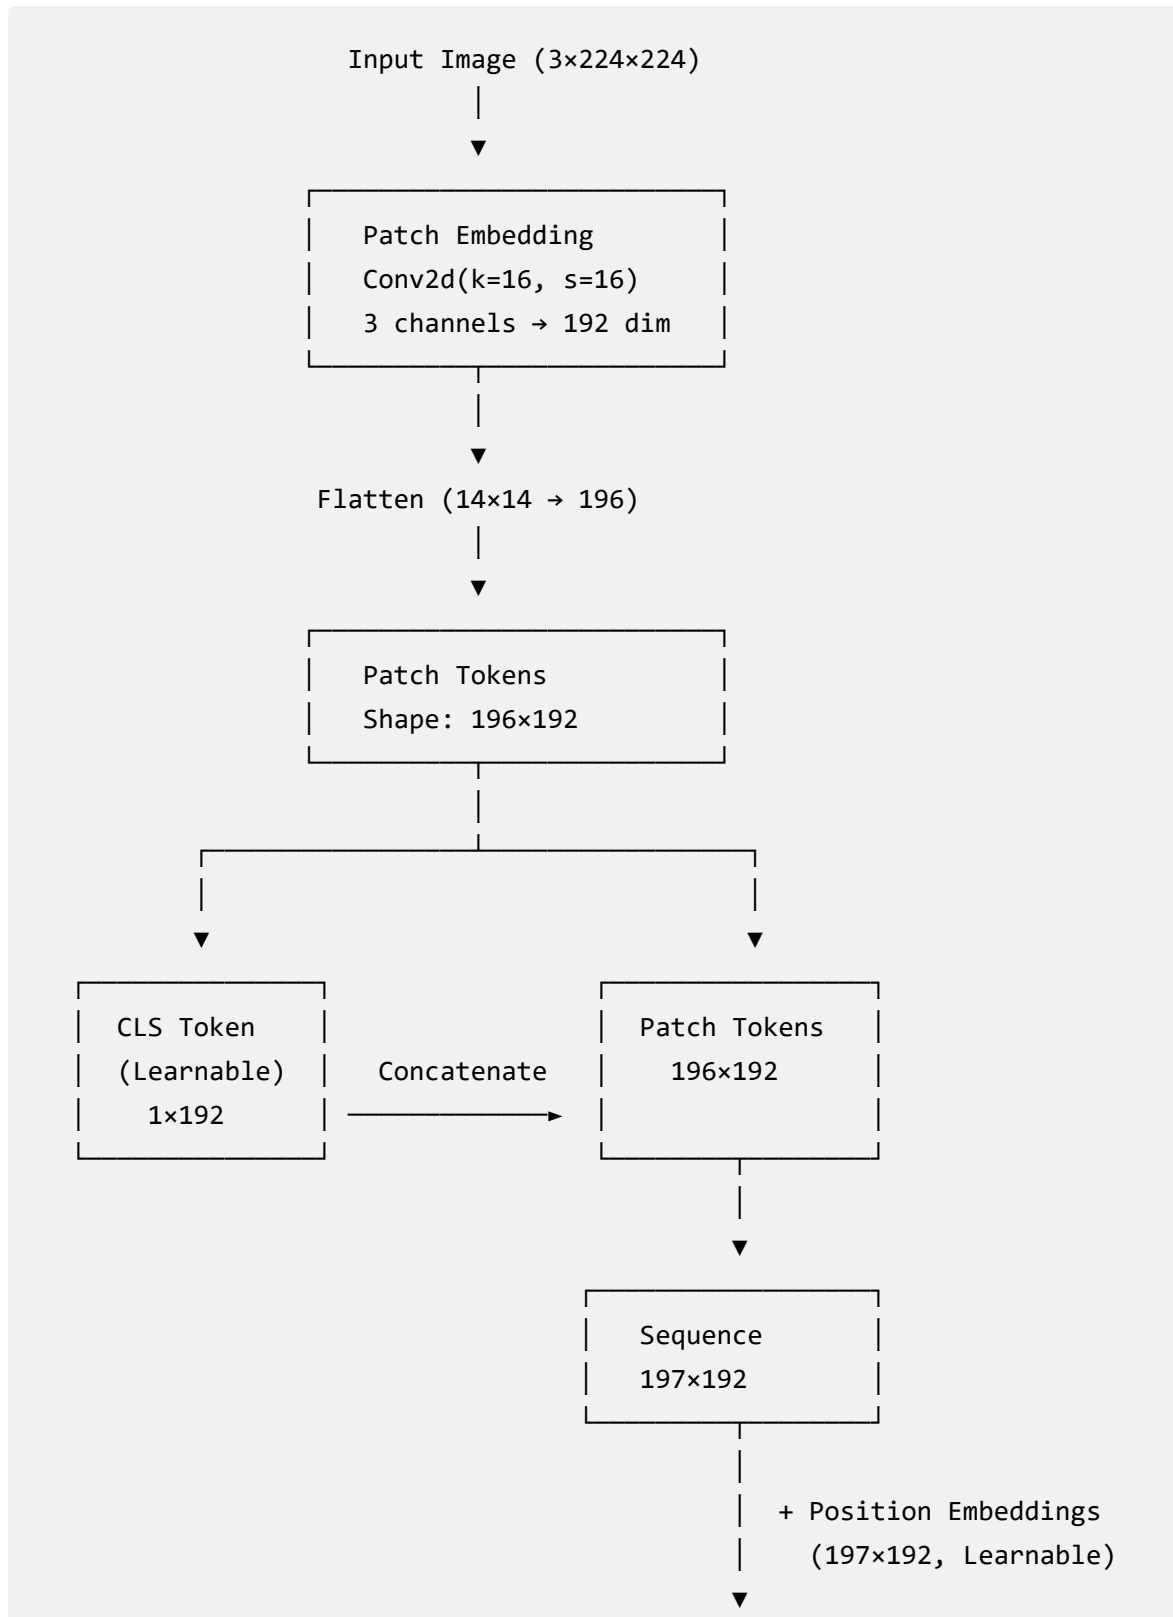 Input Image (3×224×224)
Patch Embedding
Conv2d(k=16, s=16)
3 channels → 192 dim
Flatten (14×14 → 196)
Patch Tokens
Shape: 196×192
CLS Token
(Learnable)
1×192
Concatenate
Patch Tokens
196×192
Sequence
197×192
+ Position Embeddings
(197×192, Learnable)